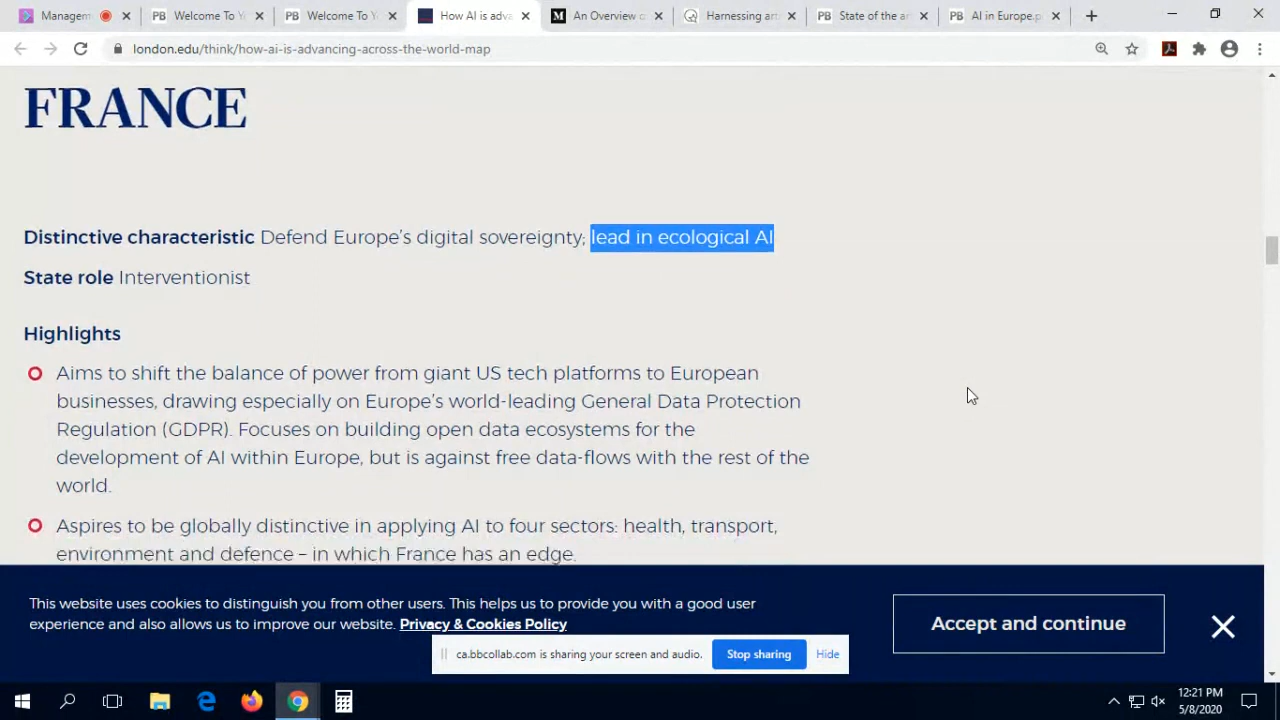 Managem
Welcome To Y
Welcome To Y
How AI is adva
An Overview o
Harnessing art
State of the ar
AI in Europe.p
london.edu/think/how-ai-is-advancing-across-the-world-map
FRANCE
Distinctive characteristic Defend Europe's digital sovereignty; lead in ecological AI
State role Interventionist
Highlights
Aims to shift the balance of power from giant US tech platforms to European
businesses, drawing especially on Europe's world-leading General Data Protection
Regulation (GDPR). Focuses on building open data ecosystems for the
development of AI within Europe, but is against free data-flows with the rest of the
world.
Aspires to be globally distinctive in applying AI to four sectors: health, transport,
environment and defence – in which France has an edge.
This website uses cookies to distinguish you from other users. This helps us to provide you with a good user
experience and also allows us to improve our website. Privacy & Cookies Policy
Accept and continue
ca.bbcollab.com is sharing your screen and audio.
Stop sharing
Hide
12:21 PM
5/8/2020